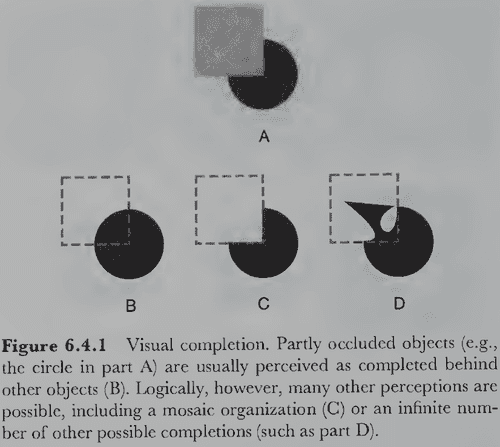 A
B
C
D
Figure 6.4.1 Visual completion. Partly occluded objects (e.g.,
the circle in part A) are usually perceived as completed behind
other objects (B). Logically, however, many other perceptions are
possible, including a mosaic organization (C) or an infinite num-
ber of other possible completions (such as part D).